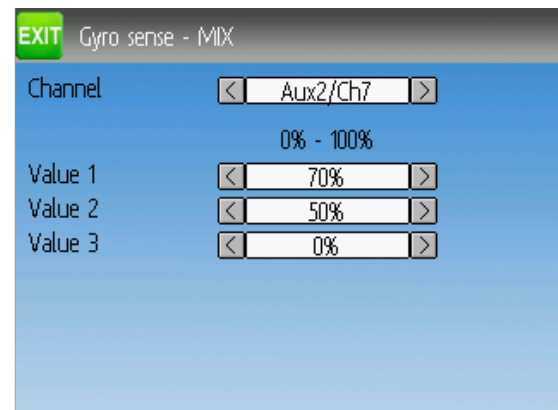 EXIT Gyro sense - MIX
Channel < Aux2/Ch7 >
0% - 100%
Value 1 < 70% >
Value 2 < 50% >
Value 3 < 0% >